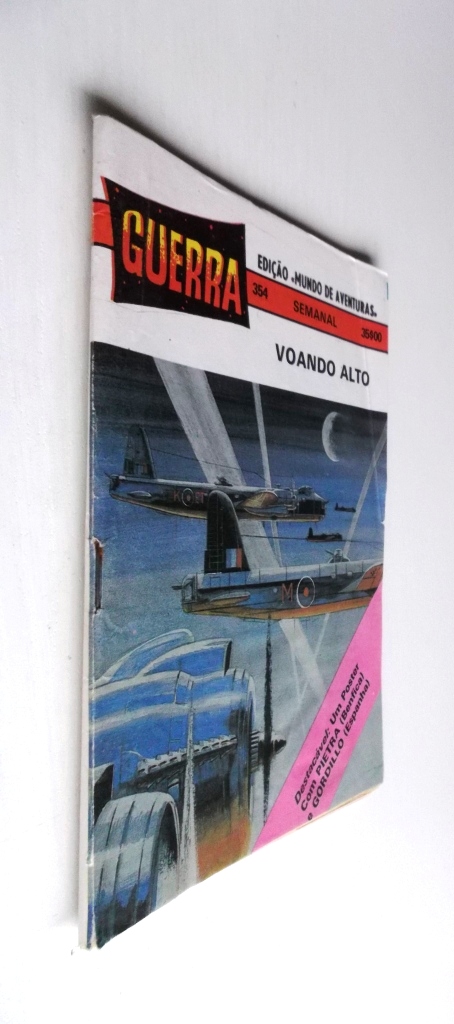 GUERRA
EDIÇÃO «MUNDO DE AVENTURAS»
354 SEMANAL 35$00
VOANDO ALTO
M
Destacável: Um Poster
Com PIETRA (Benfica)
e GORDILLO (Espanha)